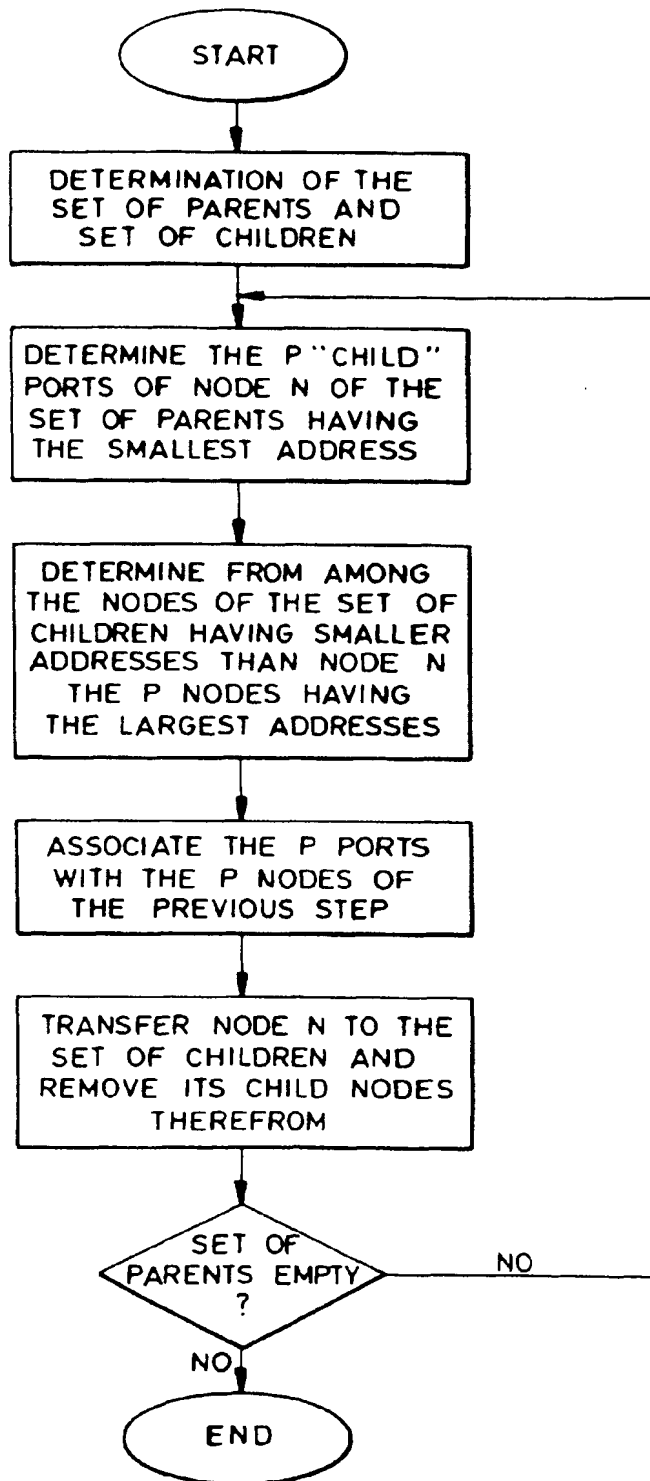 START
DETERMINATION OF THE
SET OF PARENTS AND
SET OF CHILDREN
DETERMINE THE P "CHILD"
PORTS OF NODE N OF THE
SET OF PARENTS HAVING
THE SMALLEST ADDRESS
DETERMINE FROM AMONG
THE NODES OF THE SET OF
CHILDREN HAVING SMALLER
ADDRESSES THAN NODE N
THE P NODES HAVING
THE LARGEST ADDRESSES
ASSOCIATE THE P PORTS
WITH THE P NODES OF
THE PREVIOUS STEP
TRANSFER NODE N TO THE
SET OF CHILDREN AND
REMOVE ITS CHILD NODES
THEREFROM
SET OF
PARENTS EMPTY
?
NO
NO
END